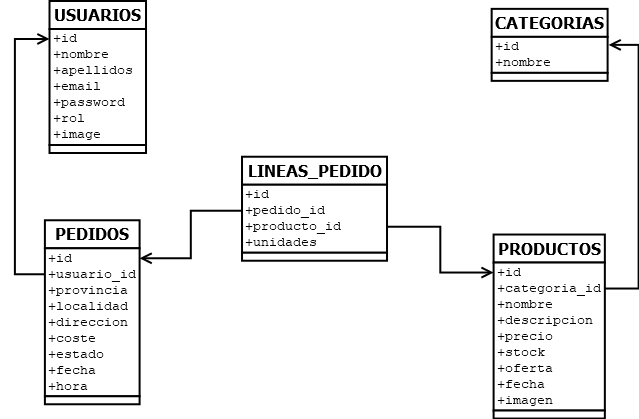 USUARIOS
+id
+nombre
+apellidos
+email
+password
+rol
+image
CATEGORIAS
+id
+nombre
LINEAS_PEDIDO
+id
+pedido_id
+producto_id
+unidades
PEDIDOS
+id
+usuario_id
+provincia
+localidad
+direccion
+coste
+estado
+fecha
+hora
PRODUCTOS
+id
+categoria_id
+nombre
+descripcion
+precio
+stock
+oferta
+fecha
+imagen